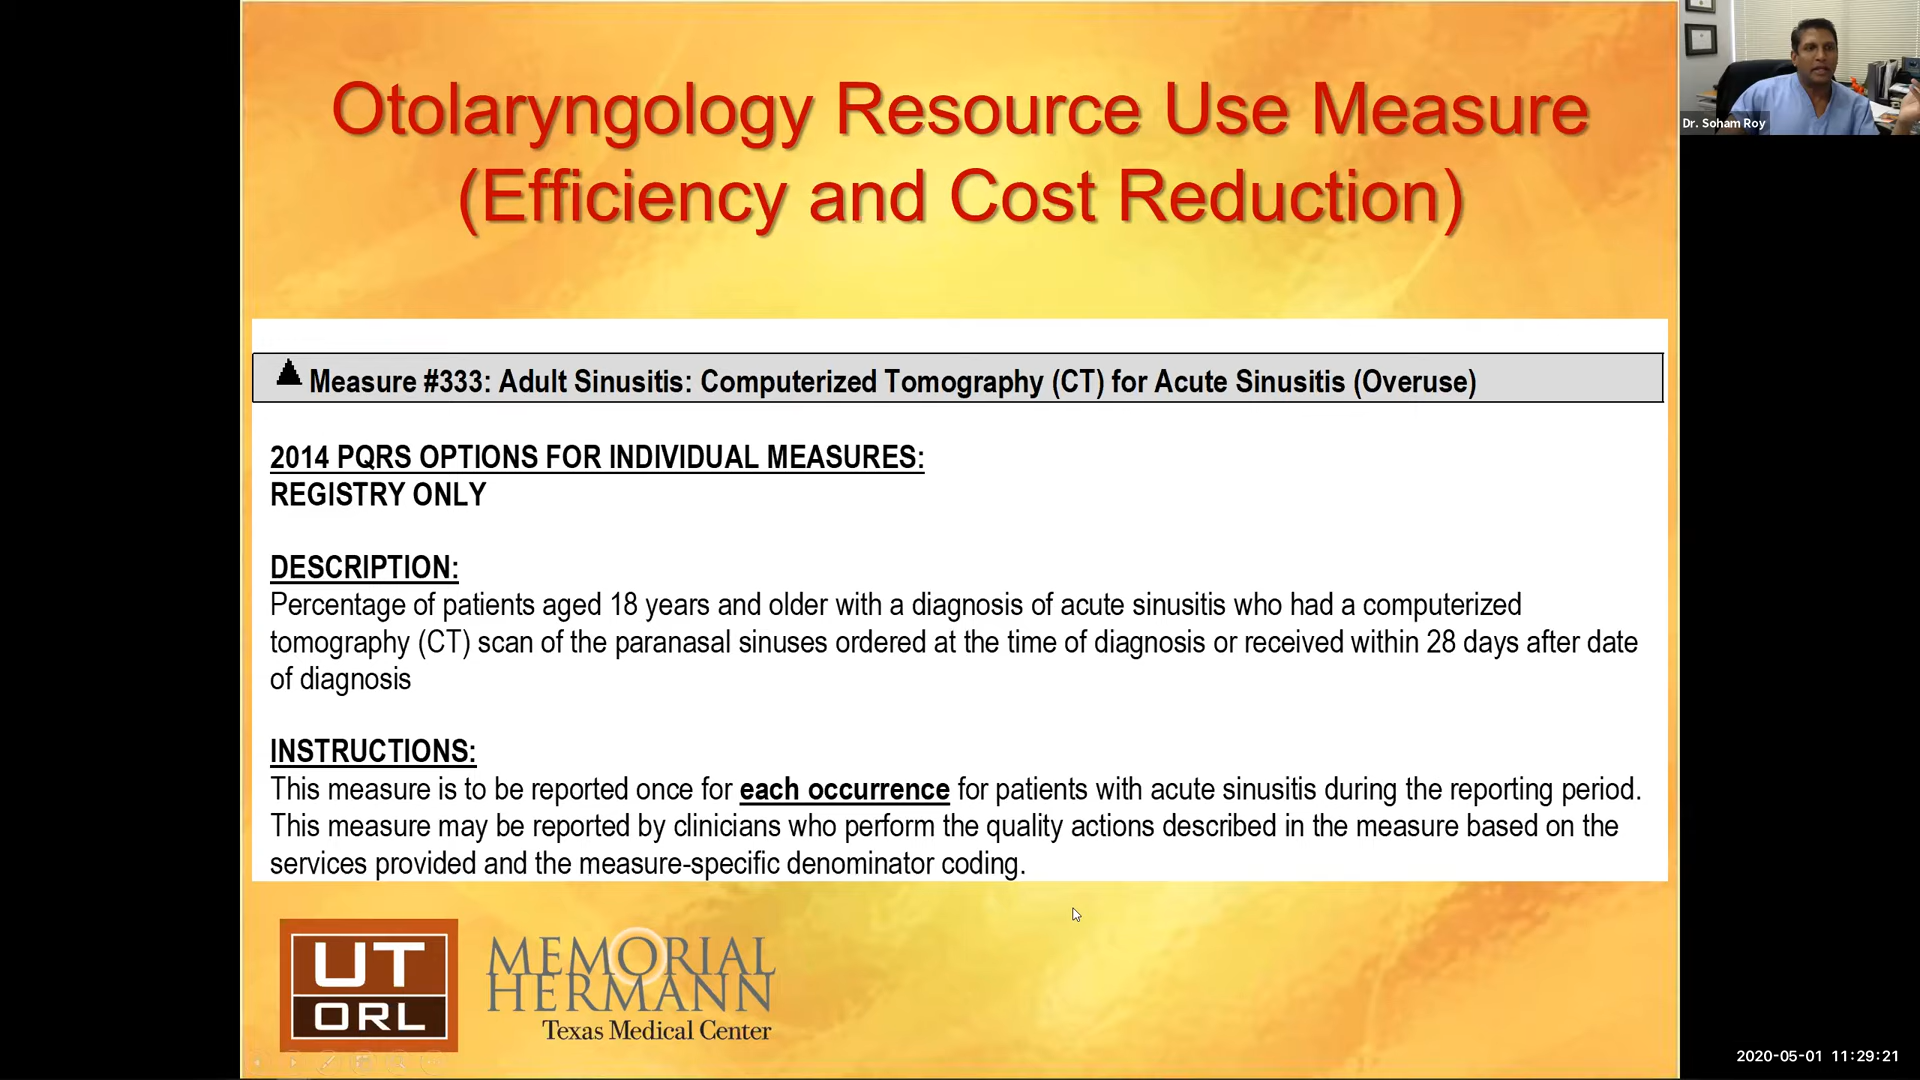 Otolaryngology Resource Use Measure
(Efficiency and Cost Reduction)
Dr. Soham Roy
Measure #333: Adult Sinusitis: Computerized Tomography (CT) for Acute Sinusitis (Overuse)
2014 PQRS OPTIONS FOR INDIVIDUAL MEASURES:
REGISTRY ONLY
DESCRIPTION:
Percentage of patients aged 18 years and older with a diagnosis of acute sinusitis who had a computerized
tomography (CT) scan of the paranasal sinuses ordered at the time of diagnosis or received within 28 days after date
of diagnosis
INSTRUCTIONS:
This measure is to be reported once for each occurrence for patients with acute sinusitis during the reporting period.
This measure may be reported by clinicians who perform the quality actions described in the measure based on the
services provided and the measure-specific denominator coding.
UT
ORL
MEMORIAL
HERMANN
Texas Medical Center
2020-05-01 11:29:21